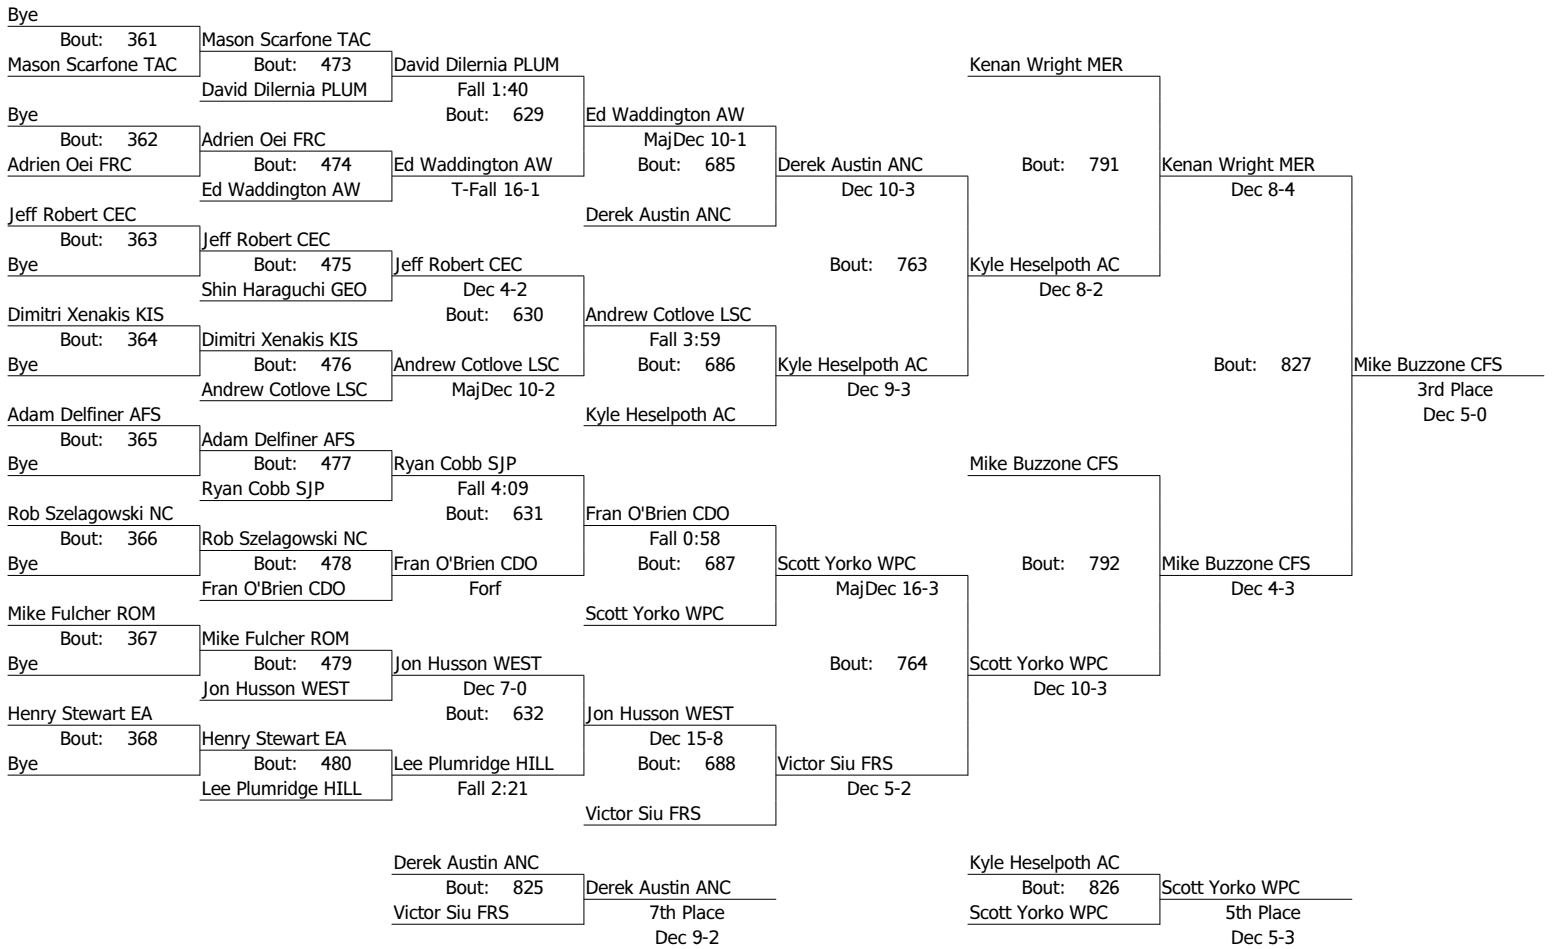 Bye
Bout: 361
Mason Scarfone TAC
Mason Scarfone TAC
Bout: 473
David Dilernia PLUM
David Dilernia PLUM
Fall 1:40
Bout: 629
Bye
Bout: 362
Adrien Oei FRC
Adrien Oei FRC
Bout: 474
Ed Waddington AW
Ed Waddington AW
T-Fall 16-1
Ed Waddington AW
MajDec 10-1
Bout: 685
Derek Austin ANC
Derek Austin ANC
Dec 10-3
Bout: 763
Jeff Robert CEC
Bout: 363
Bye
Jeff Robert CEC
Bout: 475
Shin Haraguchi GEO
Jeff Robert CEC
Dec 4-2
Bout: 630
Dimitri Xenakis KIS
Bout: 364
Bye
Dimitri Xenakis KIS
Bout: 476
Andrew Cotlove LSC
Andrew Cotlove LSC
MajDec 10-2
Andrew Cotlove LSC
Fall 3:59
Bout: 686
Kyle Heselpoth AC
Kyle Heselpoth AC
Dec 9-3
Kenan Wright MER
Bout: 791
Kyle Heselpoth AC
Dec 8-2
Kenan Wright MER
Dec 8-4
Bout: 827
Mike Buzzone CFS
3rd Place
Dec 5-0
Adam Delfiner AFS
Bout: 365
Bye
Adam Delfiner AFS
Bout: 477
Ryan Cobb SJP
Ryan Cobb SJP
Fall 4:09
Bout: 631
Rob Szelagowski NC
Bout: 366
Bye
Rob Szelagowski NC
Bout: 478
Fran O'Brien CDO
Fran O'Brien CDO
Forf
Fran O'Brien CDO
Fall 0:58
Bout: 687
Scott Yorko WPC
Scott Yorko WPC
MajDec 16-3
Bout: 764
Mike Fulcher ROM
Bout: 367
Bye
Mike Fulcher ROM
Bout: 479
Jon Husson WEST
Jon Husson WEST
Dec 7-0
Bout: 632
Henry Stewart EA
Bout: 368
Bye
Henry Stewart EA
Bout: 480
Lee Plumridge HILL
Lee Plumridge HILL
Fall 2:21
Jon Husson WEST
Dec 15-8
Bout: 688
Victor Siu FRS
Victor Siu FRS
Dec 5-2
Mike Buzzone CFS
Bout: 792
Scott Yorko WPC
Dec 10-3
Mike Buzzone CFS
Dec 4-3
Derek Austin ANC
Bout: 825
Victor Siu FRS
Derek Austin ANC
7th Place
Dec 9-2
Kyle Heselpoth AC
Bout: 826
Scott Yorko WPC
Scott Yorko WPC
5th Place
Dec 5-3